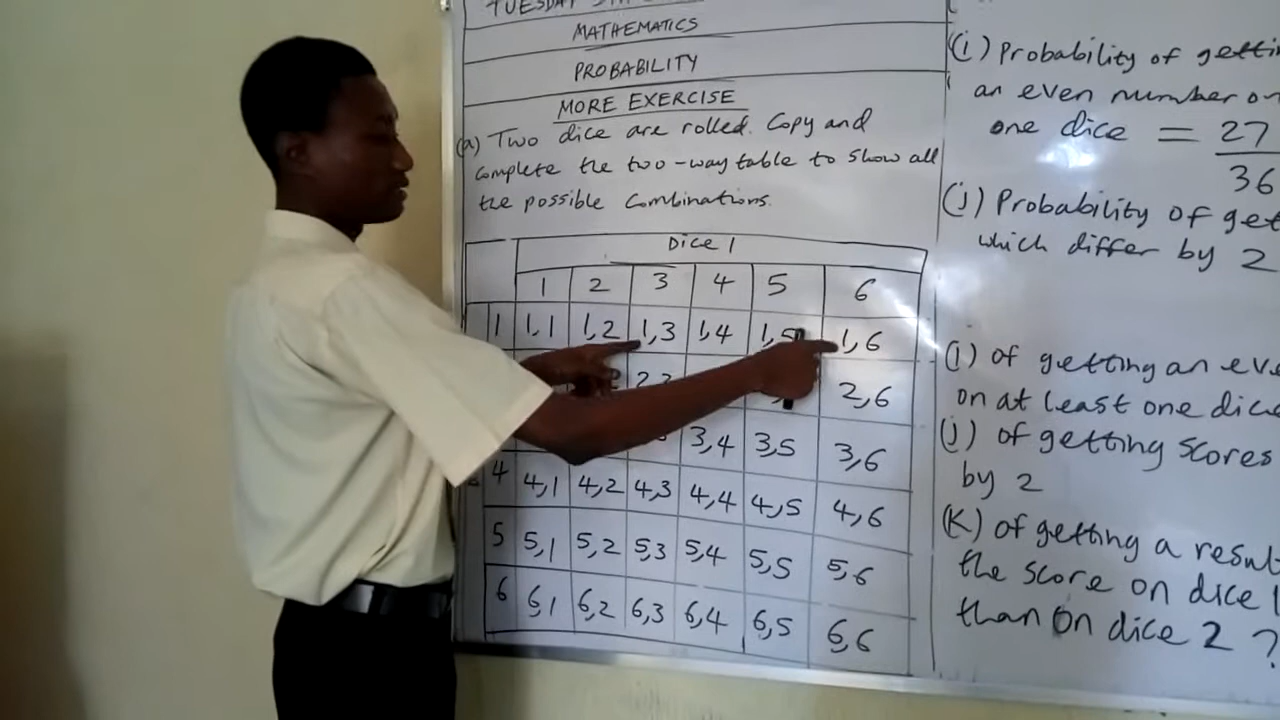 TUESDAY
MATHEMATICS
PROBABILITY
MORE EXERCISE
(a) Two dice are rolled. Copy and
complete the two-way table to show all
the possible combinations.
Dice 1
1 2 3 4 5 6
1 1,1 1,2 1,3 1,4 1,5 1,6
2,6
3,4 3,5 3,6
4 4,1 4,2 4,3 4,4 4,5 4,6
5 5,1 5,2 5,3 5,4 5,5 5,6
6 6,1 6,2 6,3 6,4 6,5 6,6
(i) Probability of getti
an even number on
one dice = 27
36
(j) Probability of get
which differ by 2
(i) of getting an eve
on at least one dice
(j) of getting scores
by 2
(K) of getting a result
the score on dice 1
than on dice 2 ?